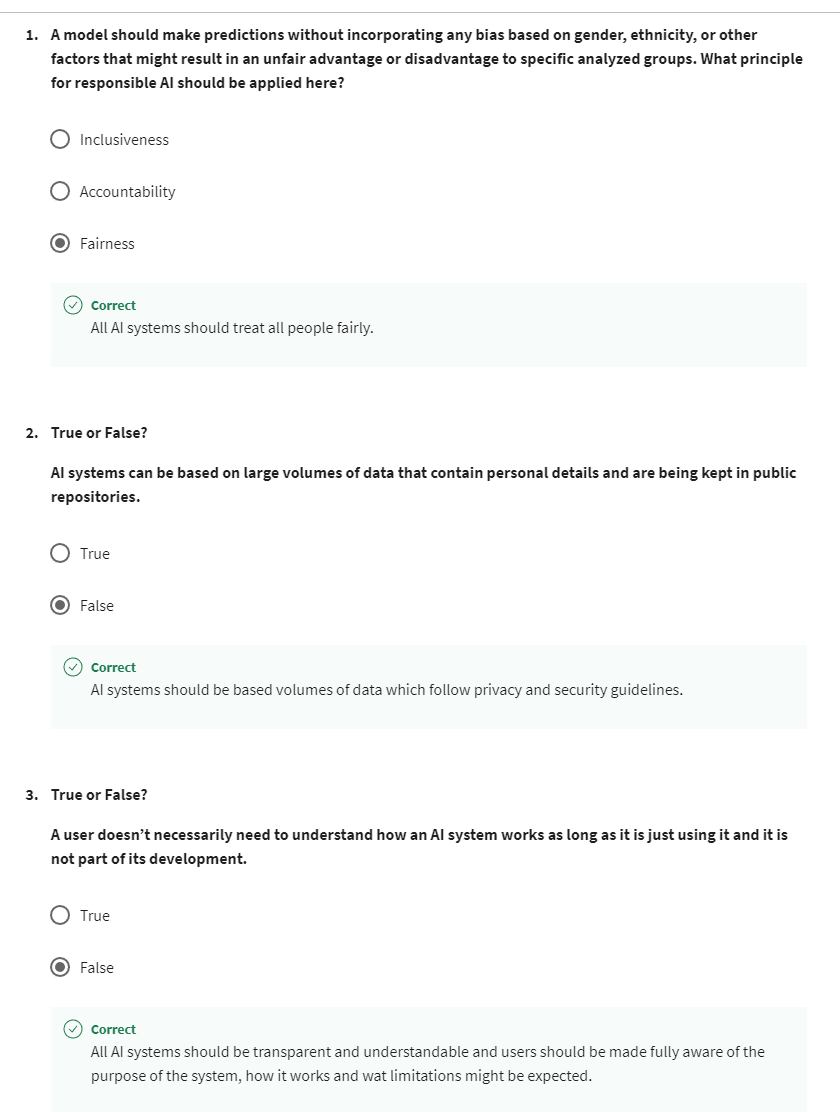 1. A model should make predictions without incorporating any bias based on gender, ethnicity, or other
factors that might result in an unfair advantage or disadvantage to specific analyzed groups. What principle
for responsible AI should be applied here?
Inclusiveness
Accountability
Fairness
Correct
All AI systems should treat all people fairly.
2. True or False?
AI systems can be based on large volumes of data that contain personal details and are being kept in public
repositories.
True
False
Correct
AI systems should be based volumes of data which follow privacy and security guidelines.
3. True or False?
A user doesn't necessarily need to understand how an AI system works as long as it is just using it and it is
not part of its development.
True
False
Correct
All AI systems should be transparent and understandable and users should be made fully aware of the
purpose of the system, how it works and wat limitations might be expected.